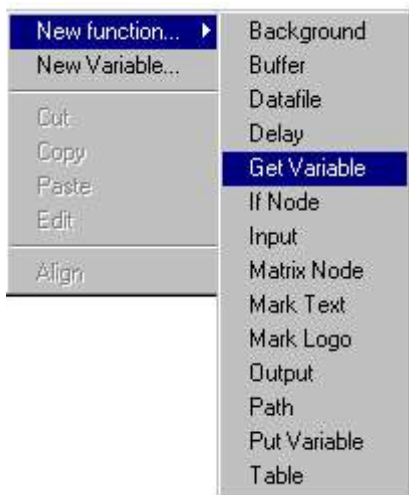 New function...
New Variable...
Cut
Copy
Paste
Edit
Align
Background
Buffer
Datafile
Delay
Get Variable
If Node
Input
Matrix Node
Mark Text
Mark Logo
Output
Path
Put Variable
Table